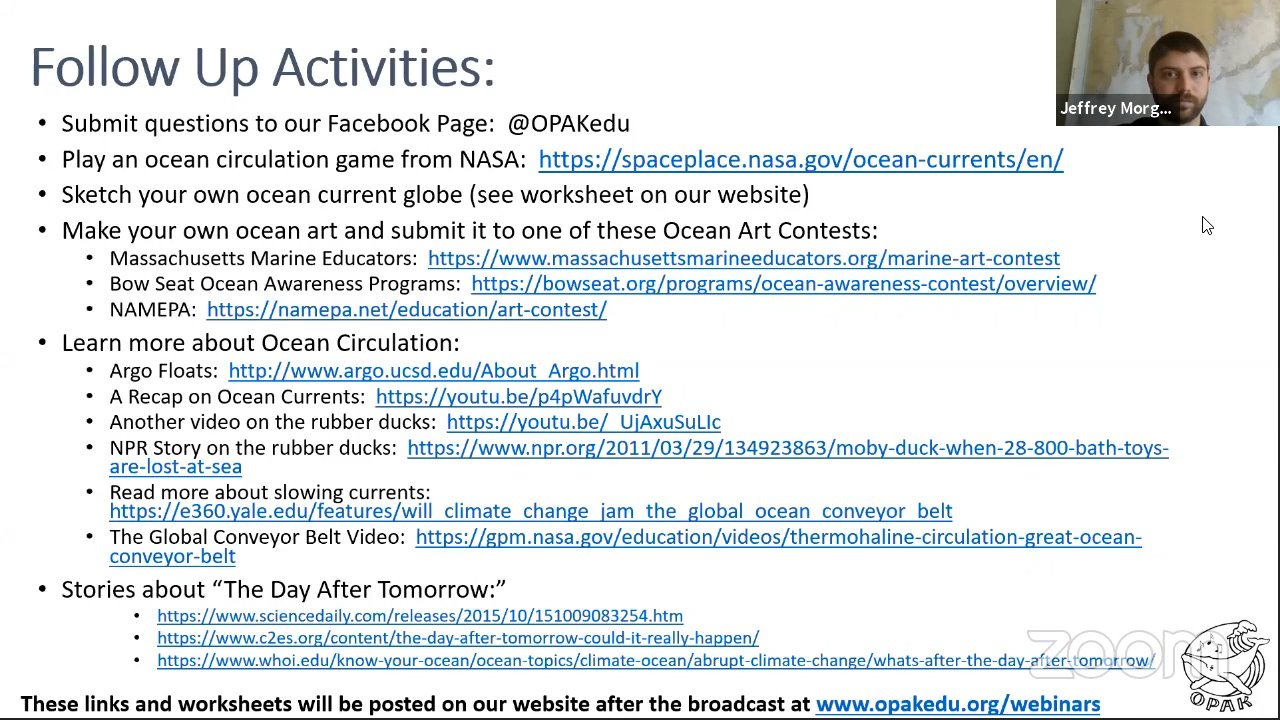 Follow Up Activities:
Jeffrey Morg...
• Submit questions to our Facebook Page: @OPAKedu
• Play an ocean circulation game from NASA: https://spaceplace.nasa.gov/ocean-currents/en/
• Sketch your own ocean current globe (see worksheet on our website)
• Make your own ocean art and submit it to one of these Ocean Art Contests:
• Massachusetts Marine Educators: https://www.massachusettsmarineeducators.org/marine-art-contest
• Bow Seat Ocean Awareness Programs: https://bowseat.org/programs/ocean-awareness-contest/overview/
• NAMEPA: https://namepa.net/education/art-contest/
• Learn more about Ocean Circulation:
• Argo Floats: http://www.argo.ucsd.edu/About_Argo.html
• A Recap on Ocean Currents: https://youtu.be/p4pWafuvdrY
• Another video on the rubber ducks: https://youtu.be/_UjAxuSuLIc
• NPR Story on the rubber ducks: https://www.npr.org/2011/03/29/134923863/moby-duck-when-28-800-bath-toys-
are-lost-at-sea
• Read more about slowing currents:
https://e360.yale.edu/features/will_climate_change_jam_the_global_ocean_conveyor_belt
• The Global Conveyor Belt Video: https://gpm.nasa.gov/education/videos/thermohaline-circulation-great-ocean-
conveyor-belt
• Stories about “The Day After Tomorrow:”
• https://www.sciencedaily.com/releases/2015/10/151009083254.htm
• https://www.c2es.org/content/the-day-after-tomorrow-could-it-really-happen/
• https://www.whoi.edu/know-your-ocean/ocean-topics/climate-ocean/abrupt-climate-change/whats-after-the-day-after-tomorrow/
zoom
OPAK
These links and worksheets will be posted on our website after the broadcast at www.opakedu.org/webinars